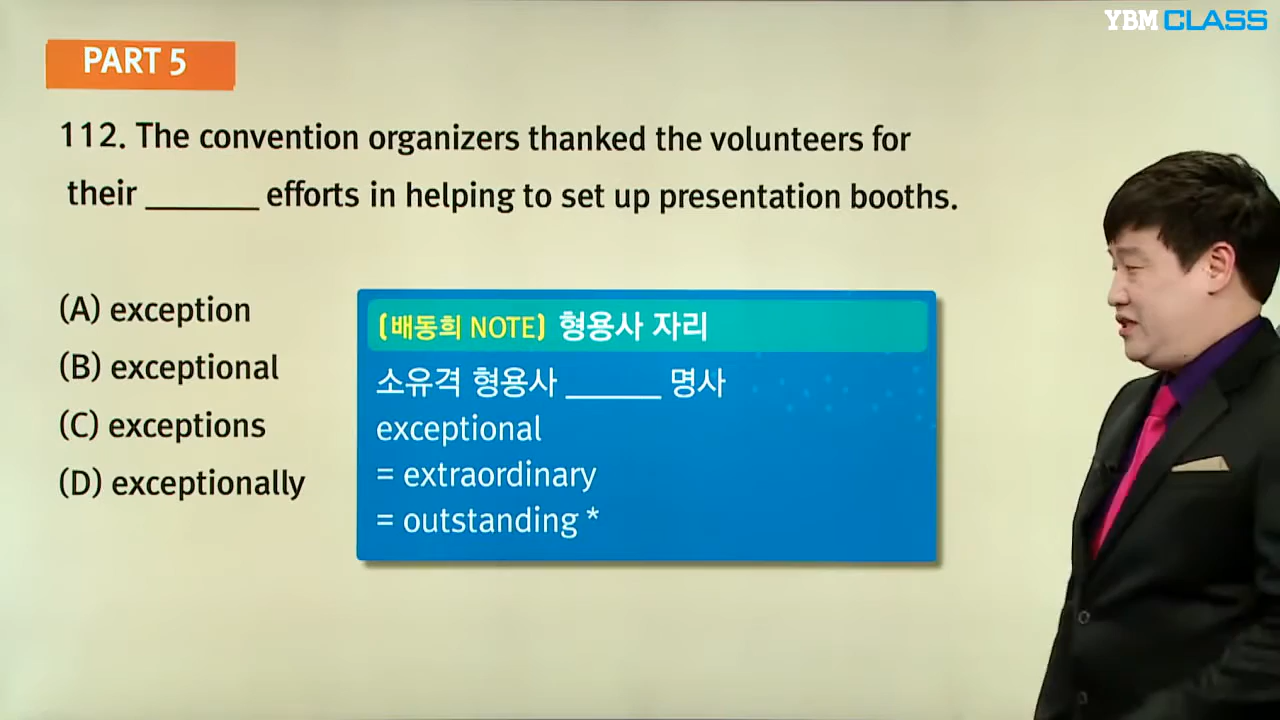 YBM CLASS
PART 5
112. The convention organizers thanked the volunteers for
their ______ efforts in helping to set up presentation booths.
(A) exception
(B) exceptional
(C) exceptions
(D) exceptionally
[배동희 NOTE] 형용사 자리
소유격 형용사 ______ 명사
exceptional
= extraordinary
= outstanding *